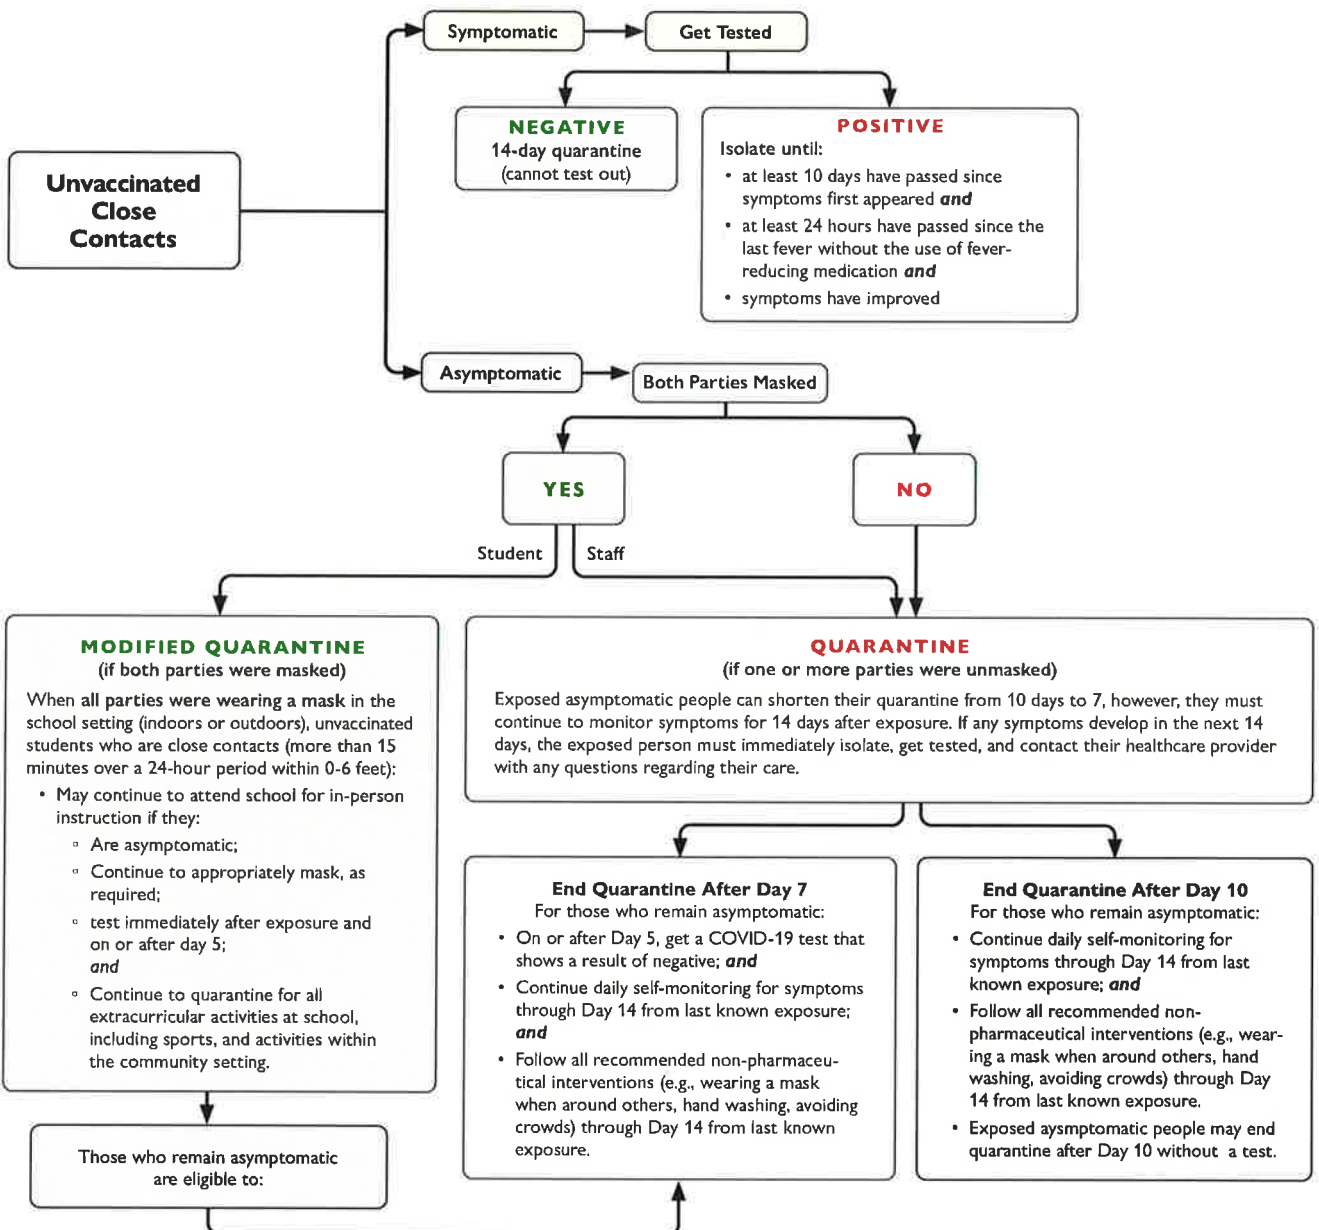 Symptomatic
Get Tested
NEGATIVE
14-day quarantine
(cannot test out)
POSITIVE
Isolate until:
• at least 10 days have passed since
symptoms first appeared and
• at least 24 hours have passed since the
last fever without the use of fever-
reducing medication and
• symptoms have improved
Unvaccinated
Close
Contacts
Asymptomatic
Both Parties Masked
YES
NO
Student
Staff
MODIFIED QUARANTINE
(if both parties were masked)
When all parties were wearing a mask in the
school setting (indoors or outdoors), unvaccinated
students who are close contacts (more than 15
minutes over a 24-hour period within 0-6 feet):
• May continue to attend school for in-person
instruction if they:
▫ Are asymptomatic;
▫ Continue to appropriately mask, as
required;
▫ test immediately after exposure and
on or after day 5;
and
▫ Continue to quarantine for all
extracurricular activities at school,
including sports, and activities within
the community setting.
Those who remain asymptomatic
are eligible to:
QUARANTINE
(if one or more parties were unmasked)
Exposed asymptomatic people can shorten their quarantine from 10 days to 7, however, they must
continue to monitor symptoms for 14 days after exposure. If any symptoms develop in the next 14
days, the exposed person must immediately isolate, get tested, and contact their healthcare provider
with any questions regarding their care.
End Quarantine After Day 7
For those who remain asymptomatic:
• On or after Day 5, get a COVID-19 test that
shows a result of negative; and
• Continue daily self-monitoring for symptoms
through Day 14 from last known exposure;
and
• Follow all recommended non-pharmaceu-
tical interventions (e.g., wearing a mask
when around others, hand washing, avoiding
crowds) through Day 14 from last known
exposure.
End Quarantine After Day 10
For those who remain asymptomatic:
• Continue daily self-monitoring for
symptoms through Day 14 from last
known exposure; and
• Follow all recommended non-
pharmaceutical interventions (e.g., wear-
ing a mask when around others, hand
washing, avoiding crowds) through Day
14 from last known exposure.
• Exposed aysmptomatic people may end
quarantine after Day 10 without a test.